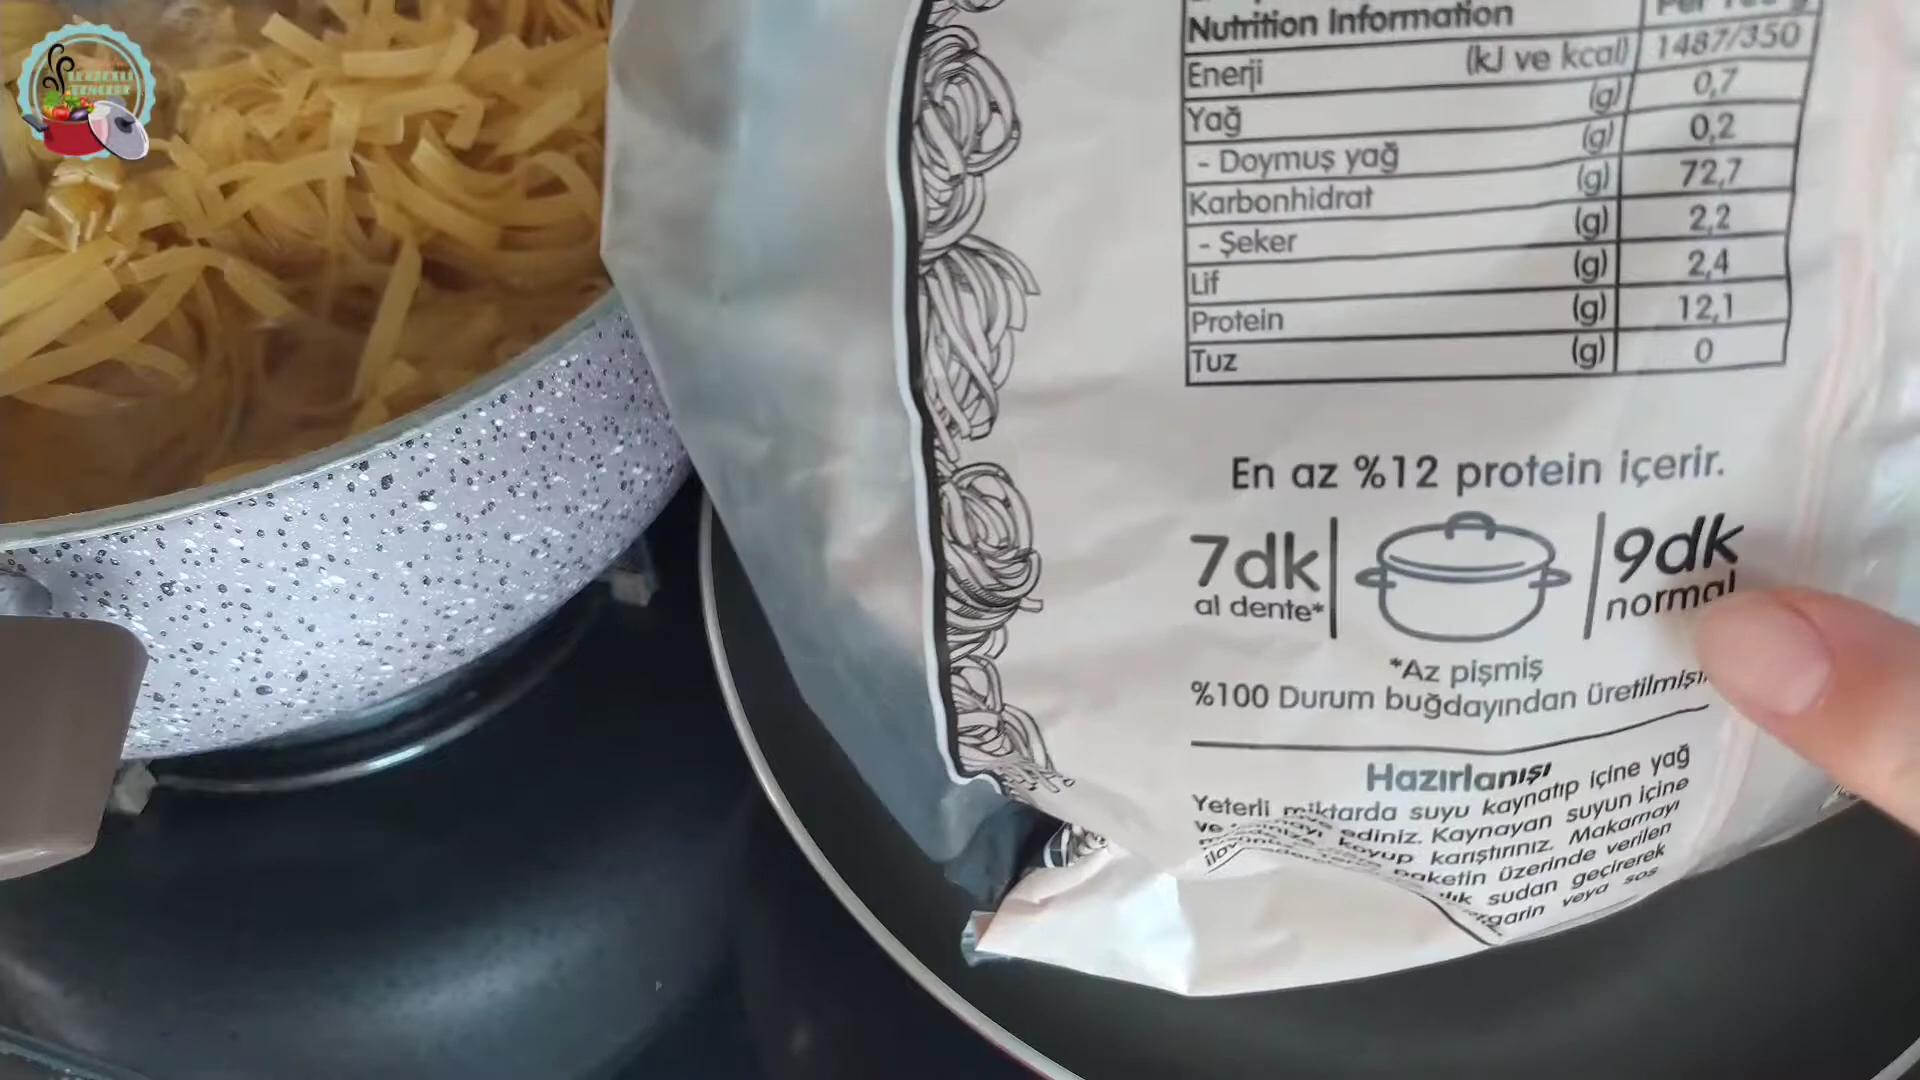 Nutrition Information
Enerji (kJ ve kcal) 1487/350
Yağ (g) 0,7
- Doymuş yağ (g) 0,2
Karbonhidrat (g) 72,7
- Şeker (g) 2,2
Lif (g) 2,4
Protein (g) 12,1
Tuz (g) 0
En az %12 protein içerir.
7dk
al dente*
9dk
normal
*Az pişmiş
%100 Durum buğdayından üretilmişti
Hazırlanışı
Yeterli miktarda suyu kaynatıp içine yağ
ve ediniz. Kaynayan suyun içine
koyup karıştırınız. Makarnayı
paketin üzerinde verilen
sudan geçirerek
veya sos